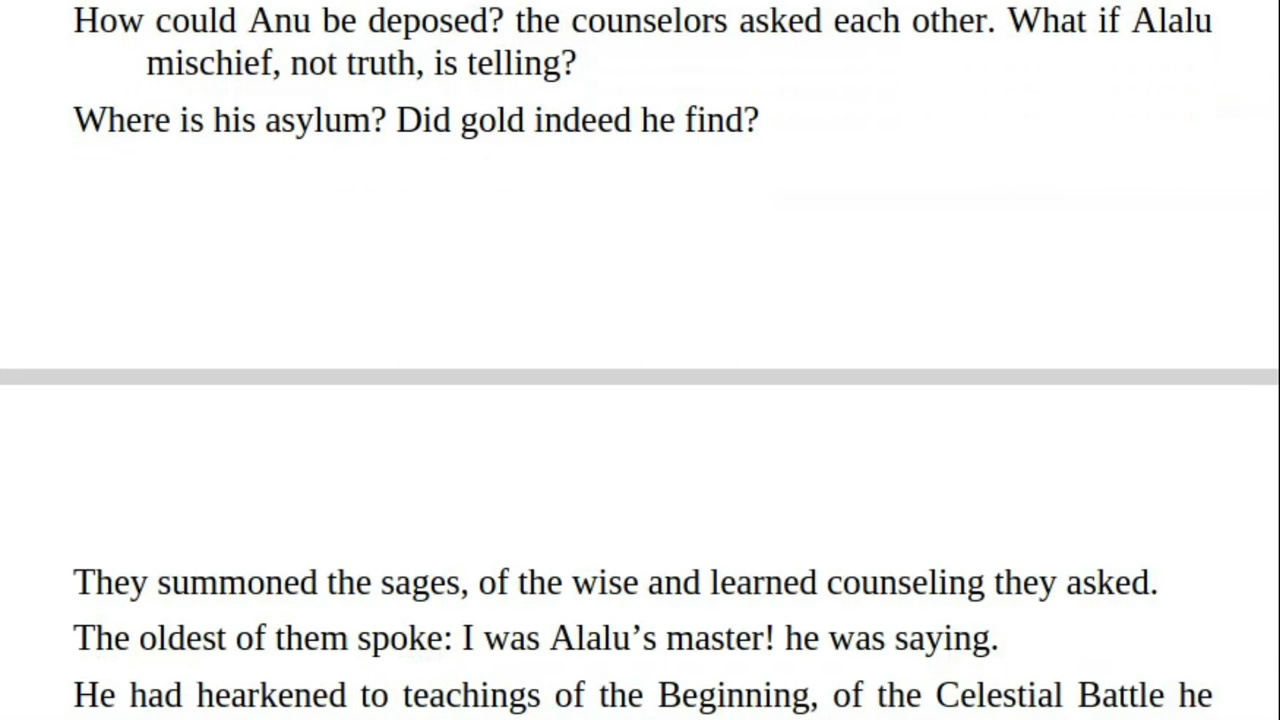 How could Anu be deposed? the counselors asked each other. What if Alalu
mischief, not truth, is telling?
Where is his asylum? Did gold indeed he find?
They summoned the sages, of the wise and learned counseling they asked.
The oldest of them spoke: I was Alalu’s master! he was saying.
He had hearkened to teachings of the Beginning, of the Celestial Battle he